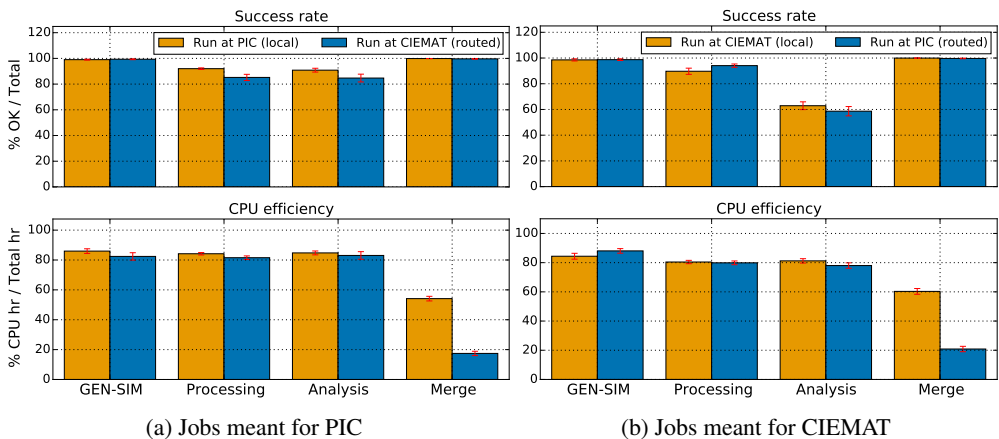 Success rate
% OK / Total
120
100
80
60
40
20
0
Run at PIC (local)
Run at CIEMAT (routed)
CPU efficiency
% CPU hr / Total hr
100
80
60
40
20
0
GEN-SIM
Processing
Analysis
Merge
(a) Jobs meant for PIC
Success rate
120
100
80
60
40
20
0
Run at CIEMAT (local)
Run at PIC (routed)
CPU efficiency
100
80
60
40
20
0
GEN-SIM
Processing
Analysis
Merge
(b) Jobs meant for CIEMAT